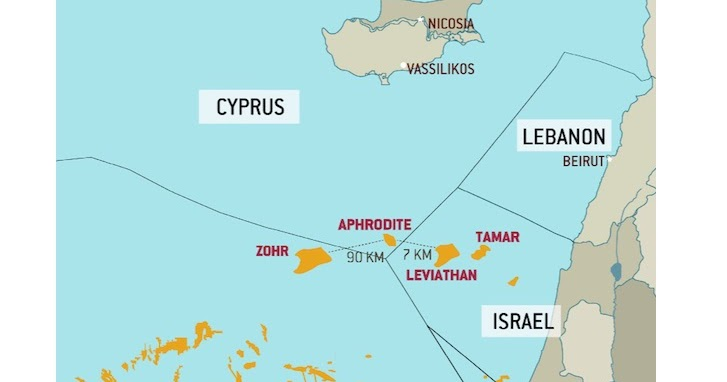 NICOSIA
VASSILIKOS
CYPRUS
LEBANON
BEIRUT
APHRODITE
TAMAR
ZOHR
90 KM
7 KM
LEVIATHAN
ISRAEL